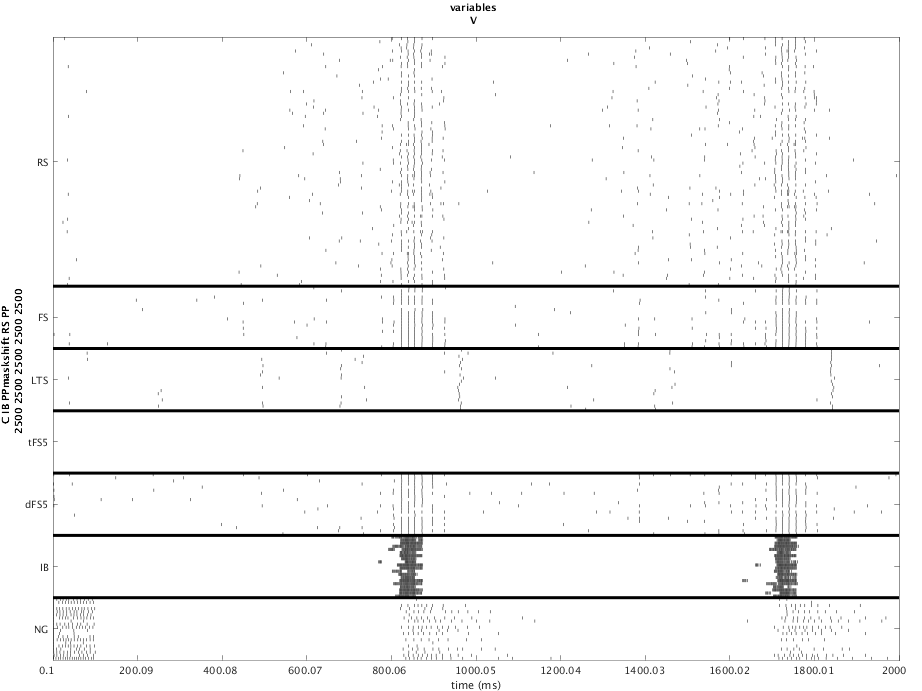 variables
V
RS
FS
LTS
tFS5
dFS5
IB
NG
C IB PPmaskshift RS PP
2500 2500 2500 2500 2500
0.1 200.09 400.08 600.07 800.06 1000.05 1200.04 1400.03 1600.02 1800.01 2000
time (ms)